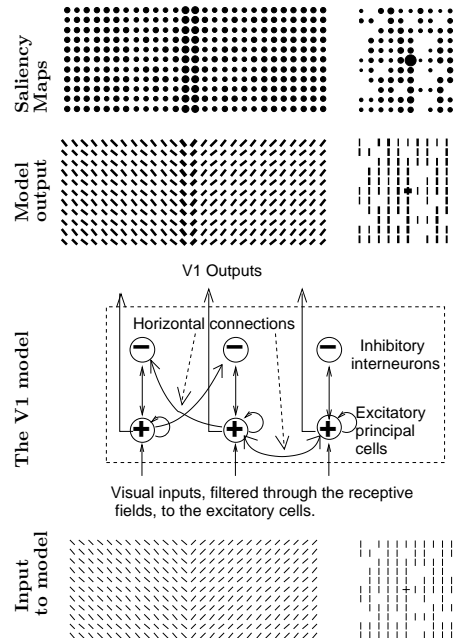 Saliency
Maps
Model
output
V1 Outputs
The V1 model
Horizontal connections
Inhibitory
interneurons
Excitatory
principal
cells
Visual inputs, filtered through the receptive
fields, to the excitatory cells.
Input
to model